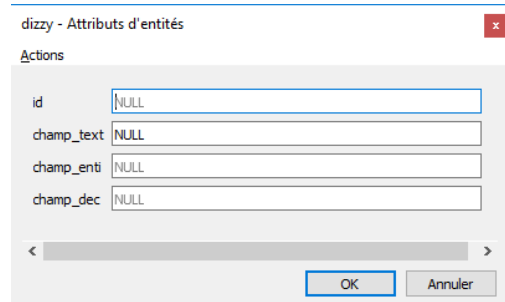 dizzy - Attributs d'entités
x
Actions
id NULL
champ_text NULL
champ_enti NULL
champ_dec NULL
OK Annuler